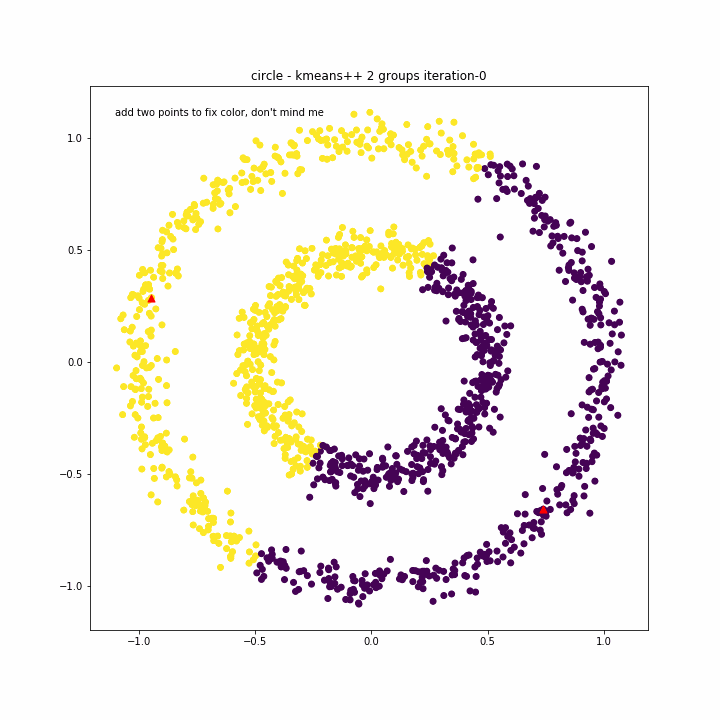 circle - kmeans++ 2 groups iteration-0
add two points to fix color, don't mind me
1.0
0.5
0.0
−0.5
−1.0
−1.0 −0.5 0.0 0.5 1.0